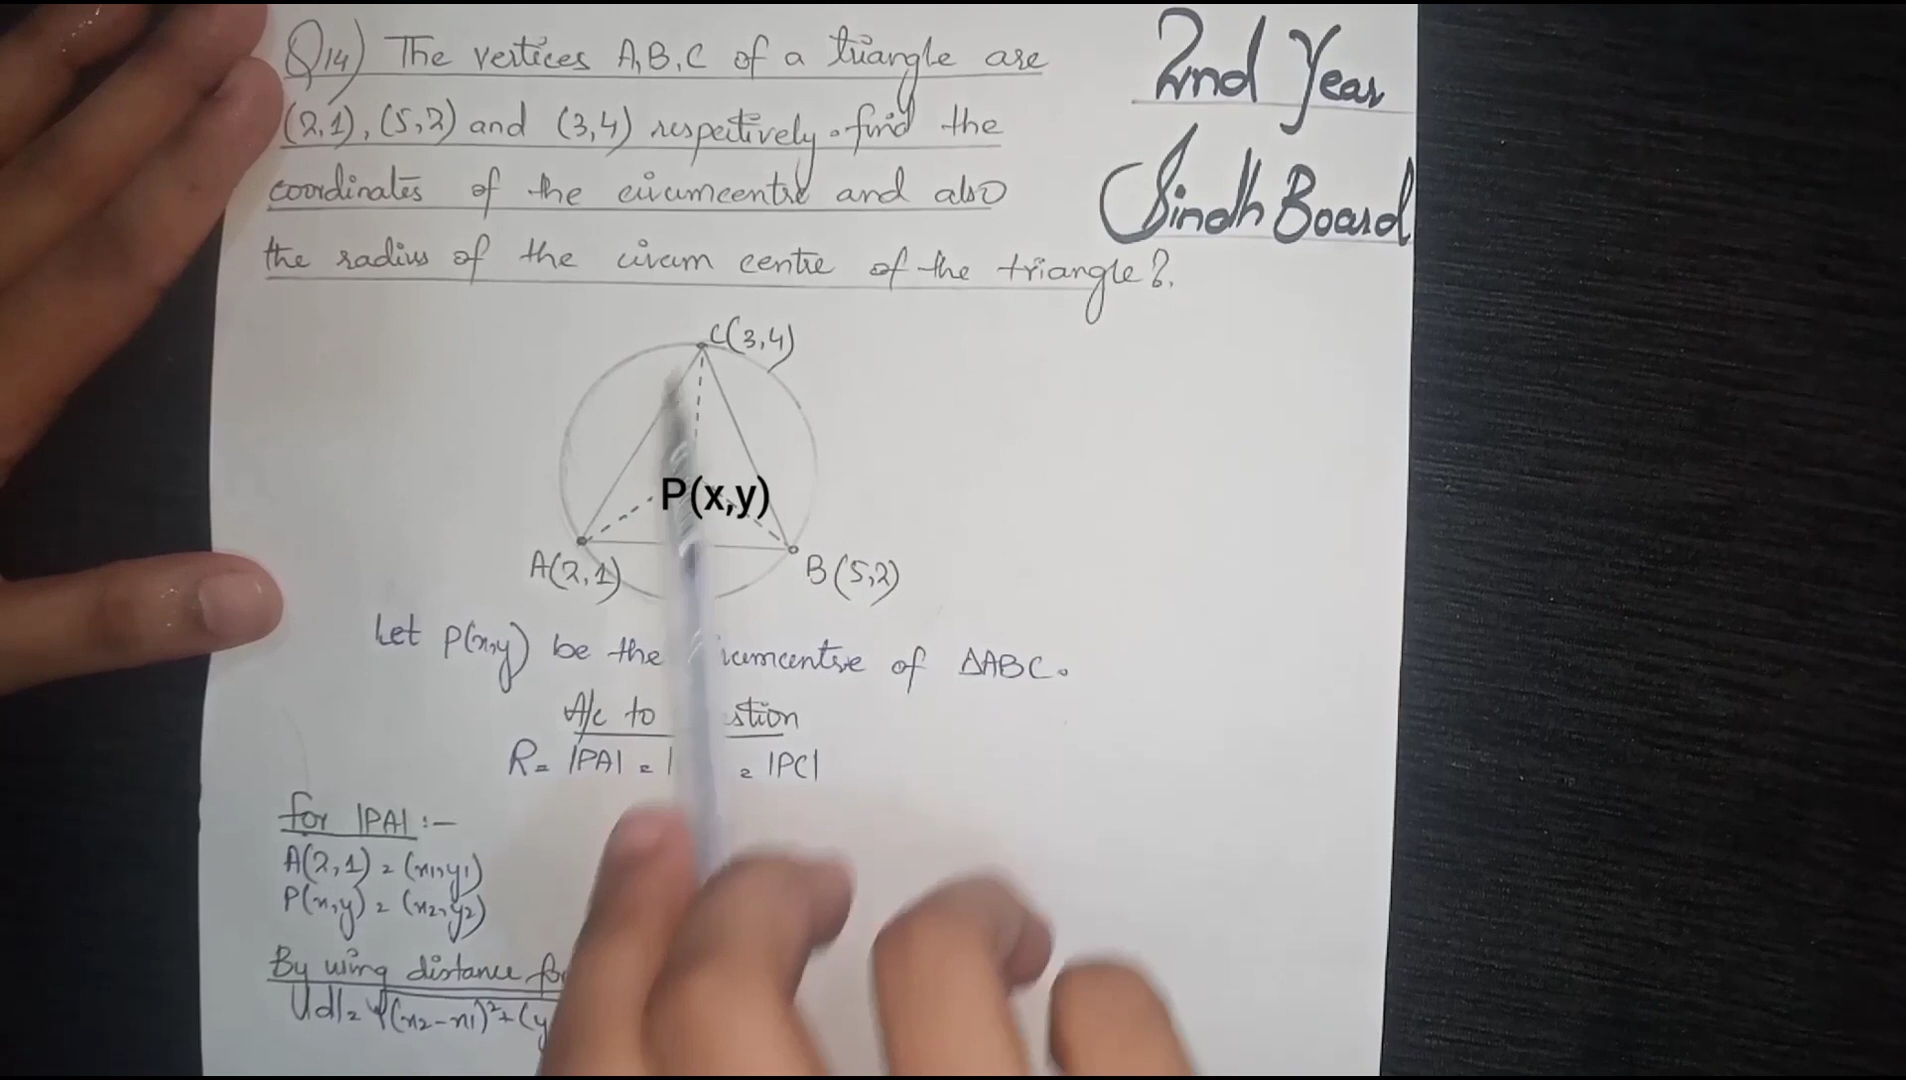 Q14) The vertices A,B,C of a triangle are
(2,1), (5,2) and (3,4) respectively. find the
coordinates of the circumcentre and also
the radius of the circum centre of the triangle?.
2nd Year
Sindh Board
C(3,4)
P(x,y)
A(2,1)
B(5,2)
Let P(x,y) be the of ΔABC.
A/c to
R = |PA| = = |PC|
for |PA| :-
A(2,1) = (x1,y1)
P(x,y) = (x2,y2)
By using distance
|d| = √(x2-x1)²+(y